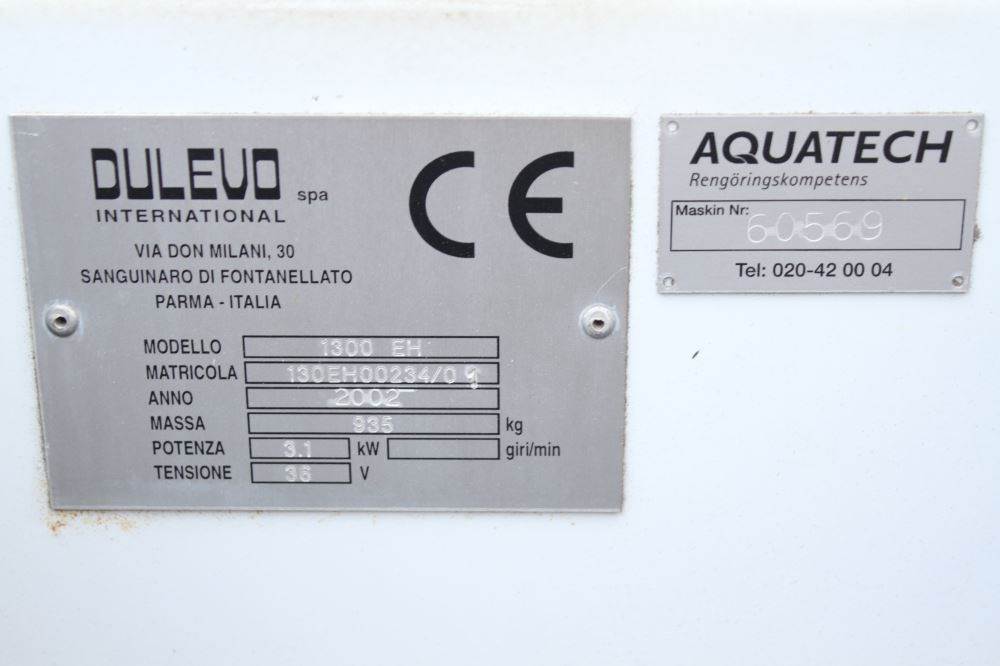 DULEVO spa
INTERNATIONAL
VIA DON MILANI, 30
SANGUINARO DI FONTANELLATO
PARMA - ITALIA
CE
MODELLO 1300 EH
MATRICOLA
ANNO 2002
MASSA 935 kg
POTENZA 3.1 kW giri/min
TENSIONE 36 V
AQUATECH
Rengöringskompetens
Maskin Nr: 60569
Tel: 020-42 00 04